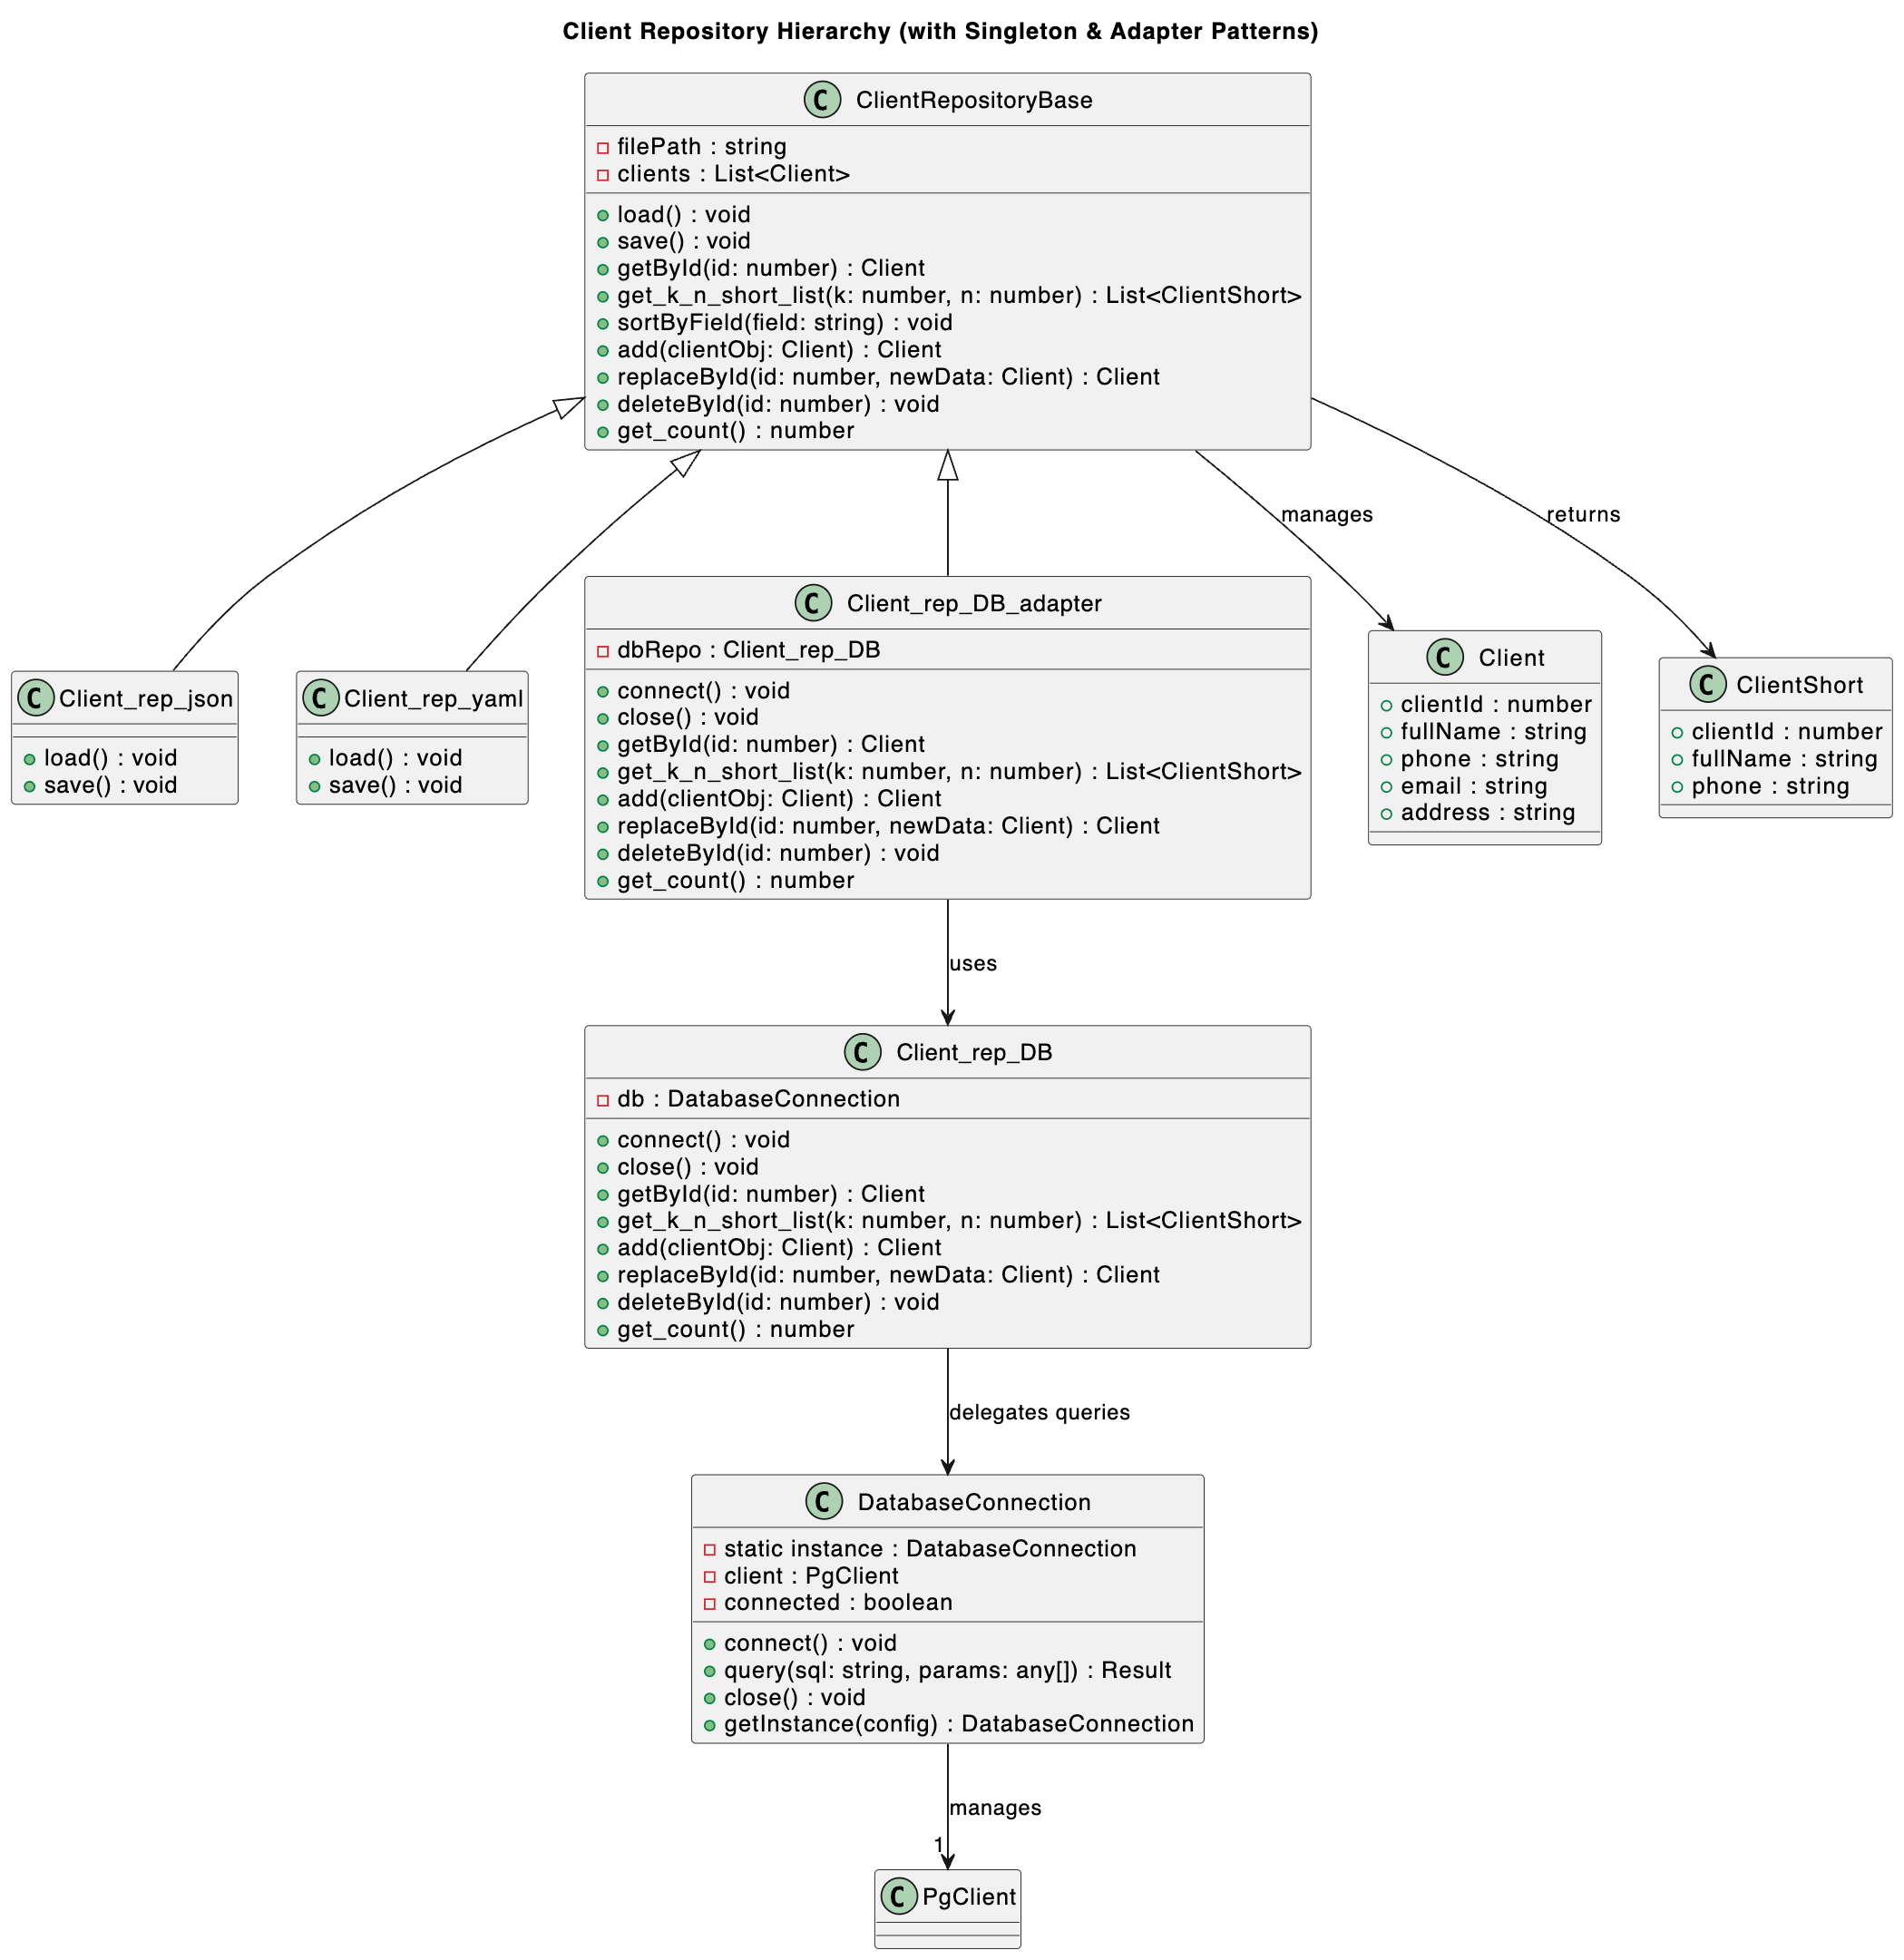 Client Repository Hierarchy (with Singleton & Adapter Patterns)
C ClientRepositoryBase
filePath : string
clients : List<Client>
load() : void
save() : void
getById(id: number) : Client
get_k_n_short_list(k: number, n: number) : List<ClientShort>
sortByField(field: string) : void
add(clientObj: Client) : Client
replaceById(id: number, newData: Client) : Client
deleteById(id: number) : void
get_count() : number
manages
returns
C Client_rep_json
load() : void
save() : void
C Client_rep_yaml
load() : void
save() : void
C Client_rep_DB_adapter
dbRepo : Client_rep_DB
connect() : void
close() : void
getById(id: number) : Client
get_k_n_short_list(k: number, n: number) : List<ClientShort>
add(clientObj: Client) : Client
replaceById(id: number, newData: Client) : Client
deleteById(id: number) : void
get_count() : number
C Client
clientId : number
fullName : string
phone : string
email : string
address : string
C ClientShort
clientId : number
fullName : string
phone : string
uses
C Client_rep_DB
db : DatabaseConnection
connect() : void
close() : void
getById(id: number) : Client
get_k_n_short_list(k: number, n: number) : List<ClientShort>
add(clientObj: Client) : Client
replaceById(id: number, newData: Client) : Client
deleteById(id: number) : void
get_count() : number
delegates queries
C DatabaseConnection
static instance : DatabaseConnection
client : PgClient
connected : boolean
connect() : void
query(sql: string, params: any[]) : Result
close() : void
getInstance(config) : DatabaseConnection
manages
1
C PgClient